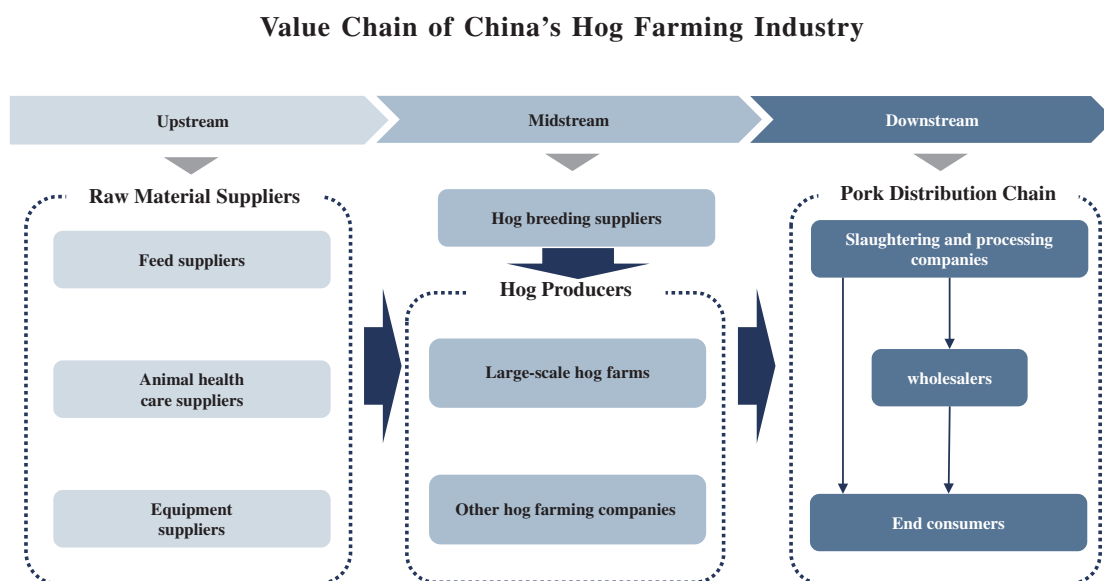 Value Chain of China's Hog Farming Industry
Upstream
Midstream
Downstream
Raw Material Suppliers
Feed suppliers
Animal health
care suppliers
Equipment
suppliers
Hog breeding suppliers
Hog Producers
Large-scale hog farms
Other hog farming companies
Pork Distribution Chain
Slaughtering and processing
companies
wholesalers
End consumers